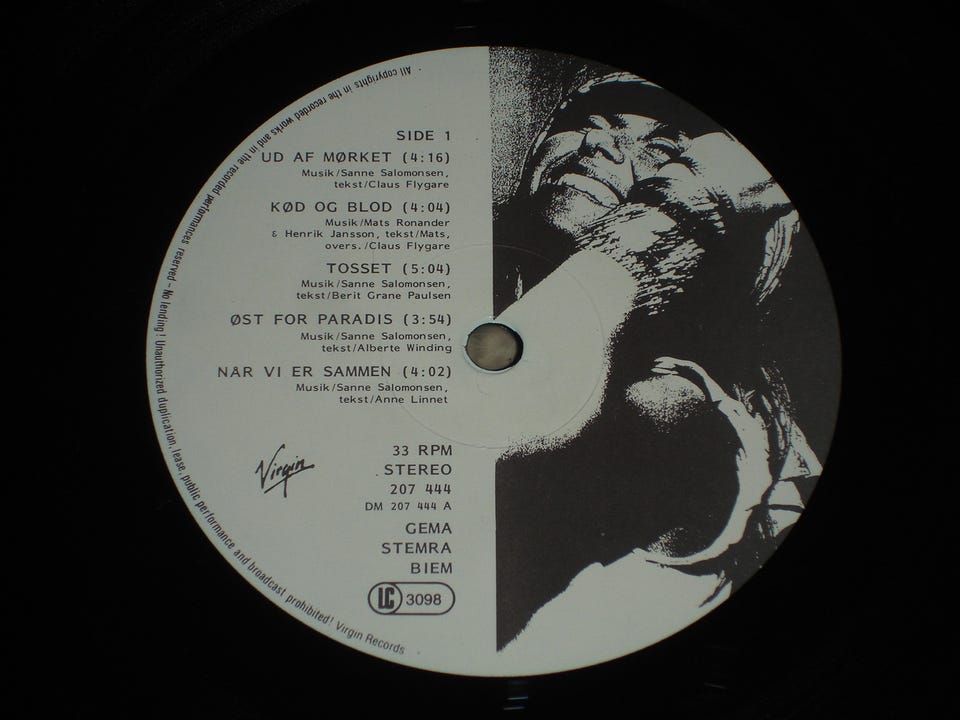 SIDE 1
UD AF MØRKET (4:16)
Musik/Sanne Salomonsen,
tekst/Claus Flygare
KØD OG BLOD (4:04)
Musik/Mats Ronander
& Henrik Jansson, tekst/Mats,
overs./Claus Flygare
TOSSET (5:04)
Musik/Sanne Salomonsen,
tekst/Berit Grane Paulsen
ØST FOR PARADIS (3:54)
Musik/Sanne Salomonsen,
tekst/Alberte Winding
NÅR VI ER SAMMEN (4:02)
Musik/Sanne Salomonsen,
tekst/Anne Linnet
Virgin
33 RPM
STEREO
207 444
DM 207 444 A
GEMA
STEMRA
BIEM
LC 3098
All copyrights in the recorded works and in the recorded performances reserved – No lending! Unauthorized duplication, lease, public performance and broadcast prohibited! Virgin Records